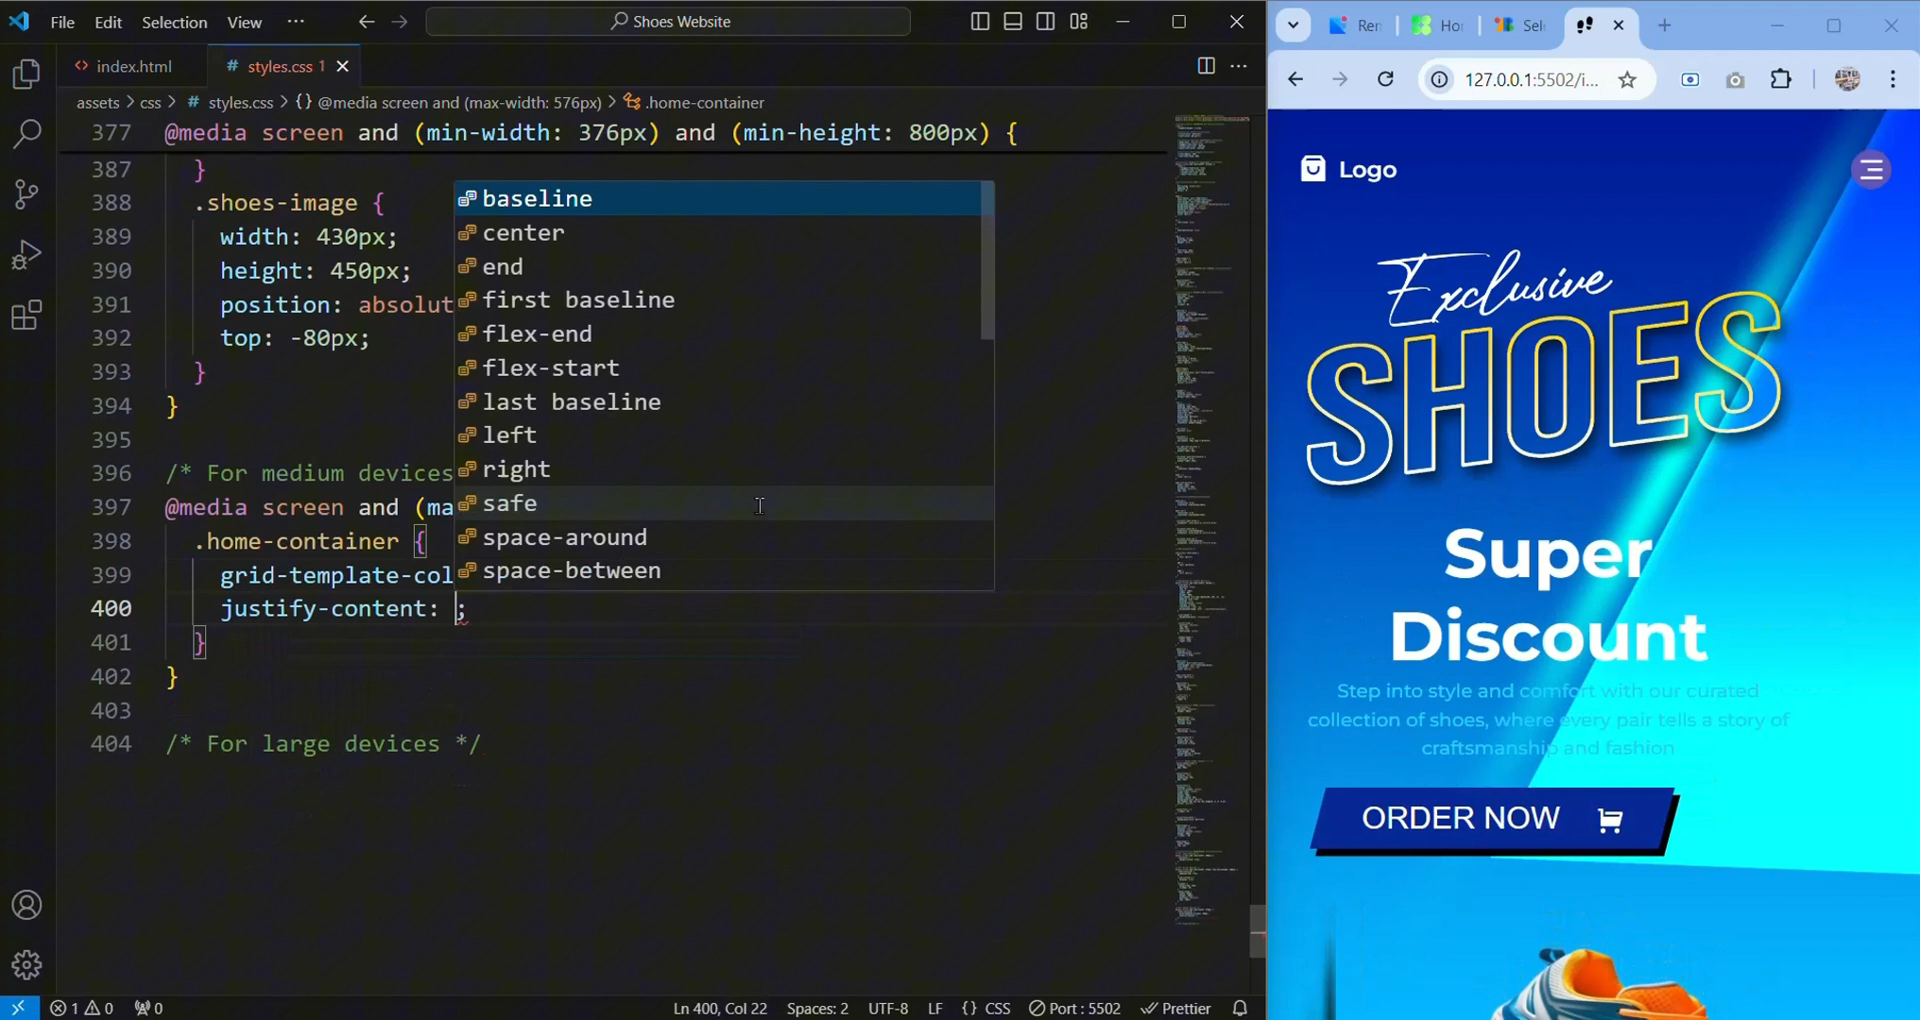 File Edit Selection View ··· Shoes Website
index.html # styles.css 1
assets > css > # styles.css > {} @media screen and (max-width: 576px) > .home-container
377 @media screen and (min-width: 376px) and (min-height: 800px) {
387 }
388 .shoes-image {
389 width: 430px;
390 height: 450px;
391 position: absolut
392 top: -80px;
393 }
394 }
395
396 /* For medium devices
397 @media screen and (ma
398 .home-container {
399 grid-template-col
400 justify-content: ;
401 }
402 }
403
404 /* For large devices */
baseline
center
end
first baseline
flex-end
flex-start
last baseline
left
right
safe
space-around
space-between
1 0 0 Ln 400, Col 22 Spaces: 2 UTF-8 LF {} CSS Port : 5502 Prettier
Ren Ho Sele
127.0.0.1:5502/i...
Logo
Exclusive
SHOES
Super
Discount
Step into style and comfort with our curated
collection of shoes, where every pair tells a story of
craftsmanship and fashion
ORDER NOW